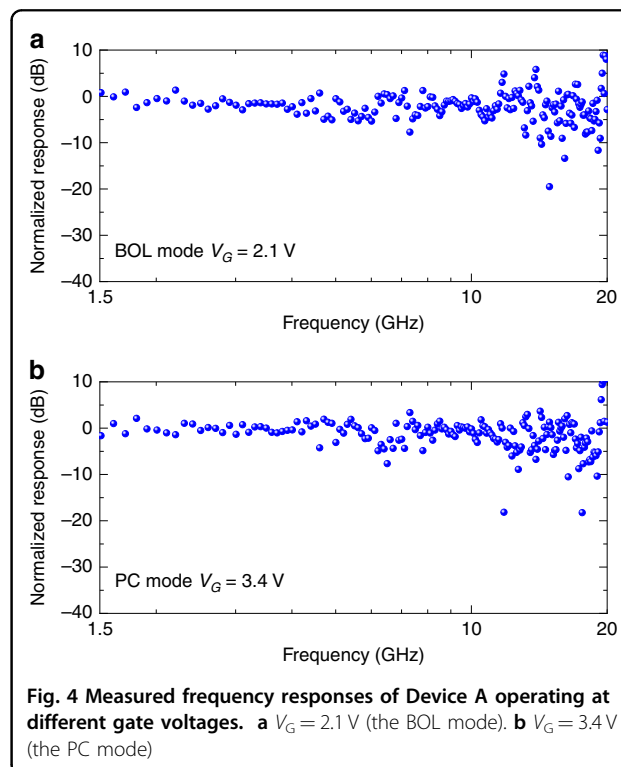 a
10
0
−10
−20
−30
−40
Normalized response (dB)
BOL mode V_G = 2.1 V
1.5
10
20
Frequency (GHz)
b
10
0
−10
−20
−30
−40
Normalized response (dB)
PC mode V_G = 3.4 V
1.5
10
20
Frequency (GHz)
Fig. 4 Measured frequency responses of Device A operating at
different gate voltages. a V_G = 2.1 V (the BOL mode). b V_G = 3.4 V
(the PC mode)